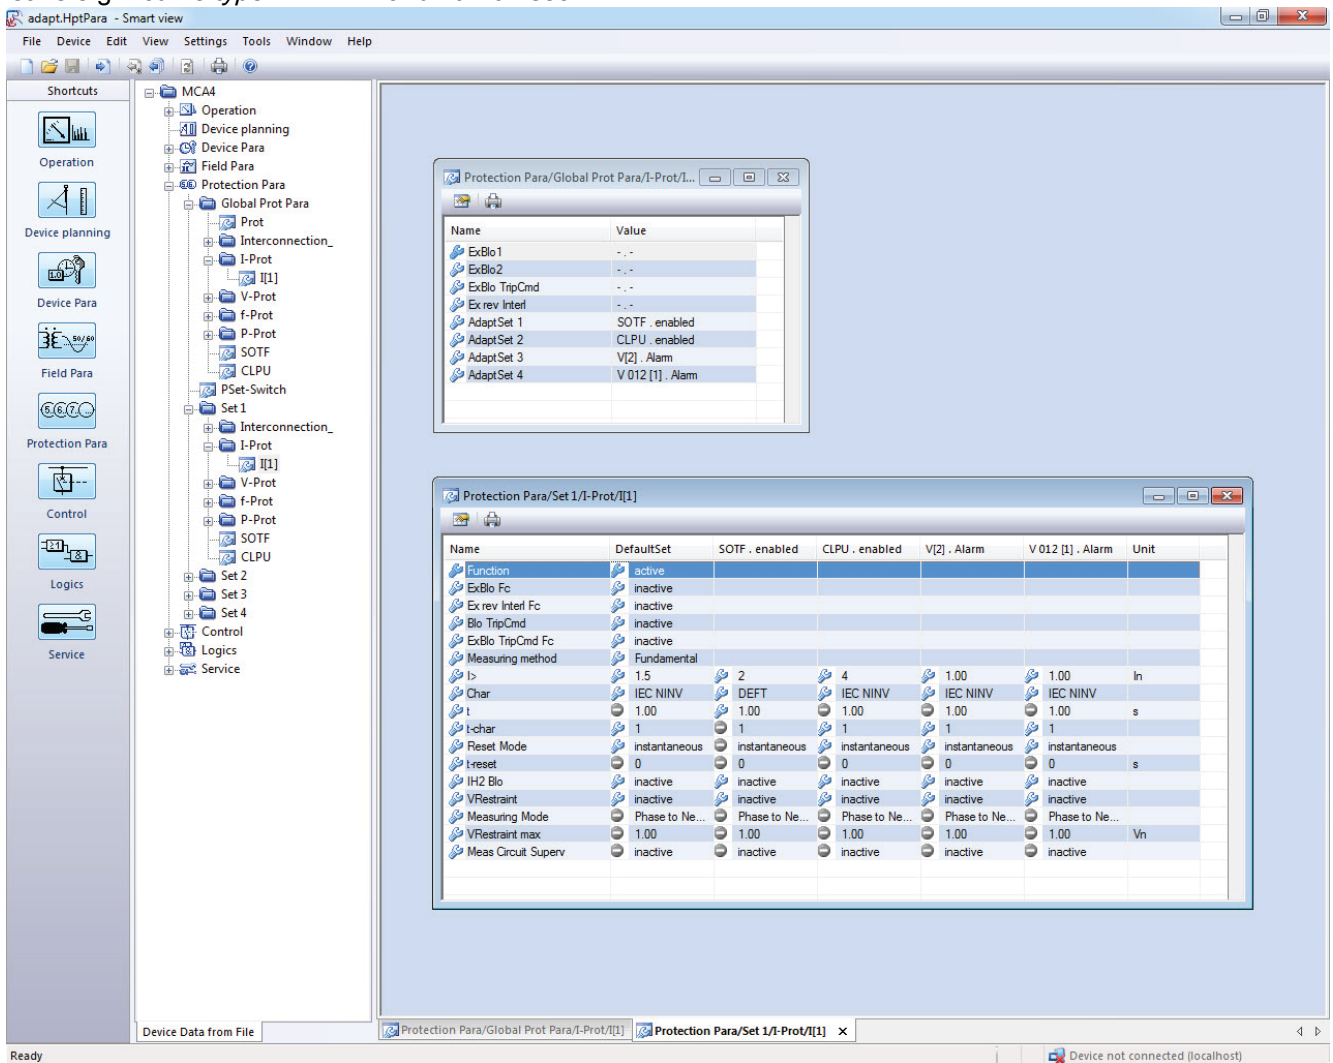 adapt.HptPara - Smart view
File Device Edit View Settings Tools Window Help
Shortcuts
Operation
Device planning
Device Para
Field Para
Protection Para
Control
Logics
Service
MCA4
Operation
Device planning
Device Para
Field Para
Protection Para
Global Prot Para
Prot
Interconnection_
I-Prot
I[1]
V-Prot
f-Prot
P-Prot
SOTF
CLPU
PSet-Switch
Set 1
Interconnection_
I-Prot
I[1]
V-Prot
f-Prot
P-Prot
SOTF
CLPU
Set 2
Set 3
Set 4
Control
Logics
Service
Device Data from File
Protection Para/Global Prot Para/I-Prot/I...
Name Value
ExBlo1 - . -
ExBlo2 - . -
ExBlo TripCmd - . -
Ex rev Interl - . -
AdaptSet 1 SOTF . enabled
AdaptSet 2 CLPU . enabled
AdaptSet 3 V[2] . Alarm
AdaptSet 4 V 012 [1] . Alarm
Protection Para/Set 1/I-Prot/I[1]
Name DefaultSet SOTF . enabled CLPU . enabled V[2] . Alarm V 012 [1] . Alarm Unit
Function active
ExBlo Fc inactive
Ex rev Interl Fc inactive
Blo TripCmd inactive
ExBlo TripCmd Fc inactive
Measuring method Fundamental
I> 1.5 2 4 1.00 1.00 In
Char IEC NINV DEFT IEC NINV IEC NINV IEC NINV
t 1.00 1.00 1.00 1.00 1.00 s
t-char 1 1 1 1 1
Reset Mode instantaneous instantaneous instantaneous instantaneous instantaneous
t-reset 0 0 0 0 0 s
IH2 Blo inactive inactive inactive inactive inactive
VRestraint inactive inactive inactive inactive inactive
Measuring Mode Phase to Ne... Phase to Ne... Phase to Ne... Phase to Ne... Phase to Ne...
VRestraint max 1.00 1.00 1.00 1.00 1.00 Vn
Meas Circuit Superv inactive inactive inactive inactive inactive
Protection Para/Global Prot Para/I-Prot/I[1] Protection Para/Set 1/I-Prot/I[1]
Ready Device not connected (localhost)